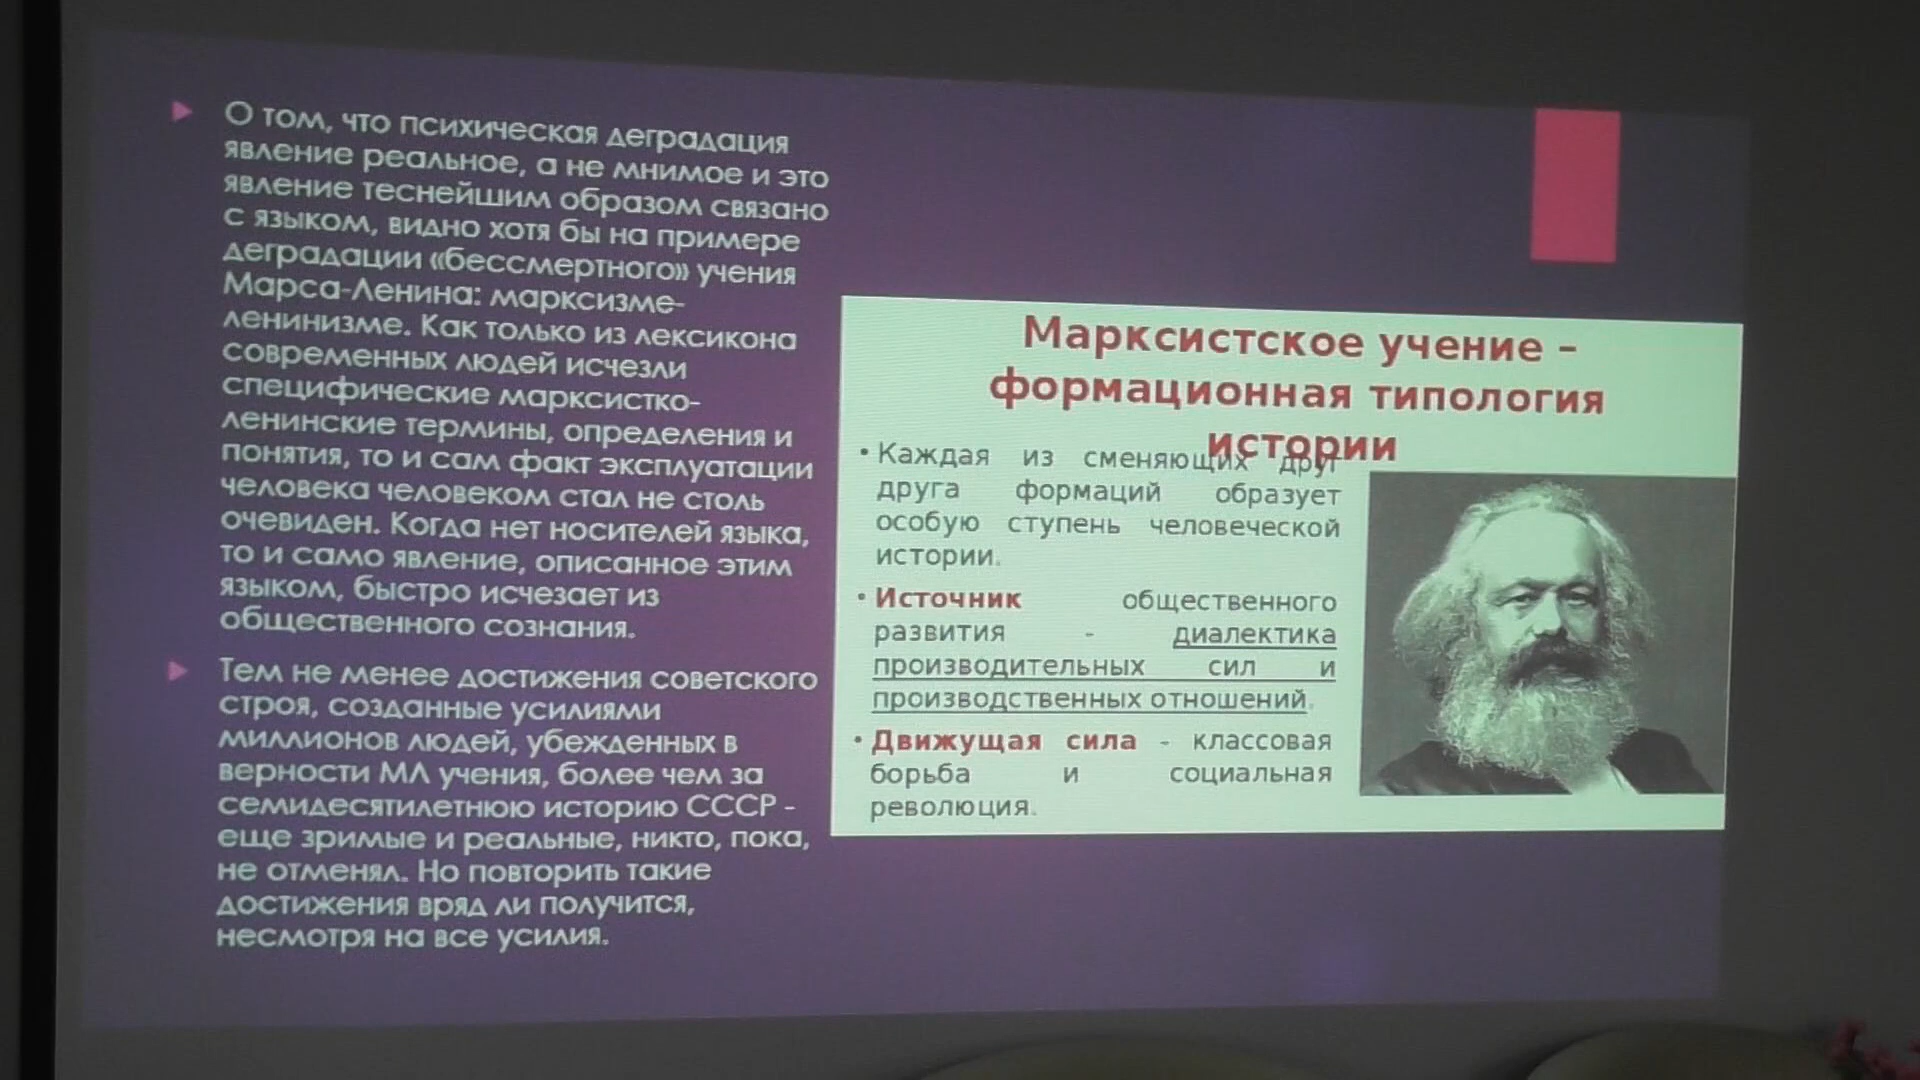 О том, что психическая деградация
явление реальное, а не мнимое и это
явление теснейшим образом связано
с языком, видно хотя бы на примере
деградации «бессмертного» учения
Марса-Ленина: марксизме-
ленинизме. Как только из лексикона
современных людей исчезли
специфические марксистко-
ленинские термины, определения и
понятия, то и сам факт эксплуатации
человека человеком стал не столь
очевиден. Когда нет носителей языка,
то и само явление, описанное этим
языком, быстро исчезает из
общественного сознания.
Тем не менее достижения советского
строя, созданные усилиями
миллионов людей, убежденных в
верности МЛ учения, более чем за
семидесятилетнюю историю СССР -
еще зримые и реальные, никто, пока,
не отменял. Но повторить такие
достижения вряд ли получится,
несмотря на все усилия.
Марксистское учение –
формационная типология
истории
• Каждая из сменяющих друг
друга формаций образует
особую ступень человеческой
истории.
• Источник общественного
развития - диалектика
производительных сил и
производственных отношений.
• Движущая сила - классовая
борьба и социальная
революция.